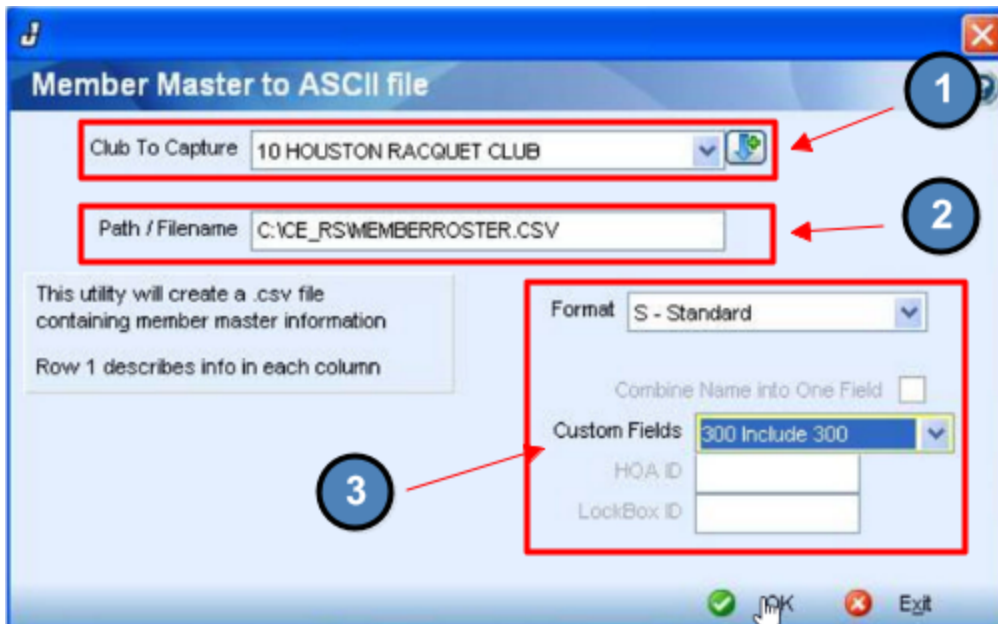 Member Master to ASCII file
1
Club To Capture 10 HOUSTON RACQUET CLUB
2
Path / Filename C:\CE_RS\MEMBERROSTER.CSV
This utility will create a .csv file
containing member master information
Row 1 describes info in each column
Format S - Standard
Combine Name into One Field
Custom Fields 300 Include 300
HOA ID
LockBox ID
3
OK Exit